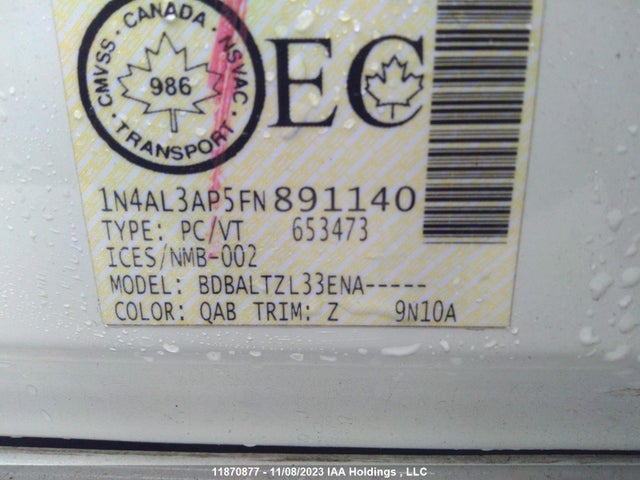 CMVSS · CANADA · NSVAC
986
· TRANSPORT ·
EC
1N4AL3AP5FN891140
TYPE: PC/VT 653473
ICES/NMB-002
MODEL: BDBALTZL33ENA-----
COLOR: QAB TRIM: Z 9N10A
11870877 - 11/08/2023 IAA Holdings , LLC